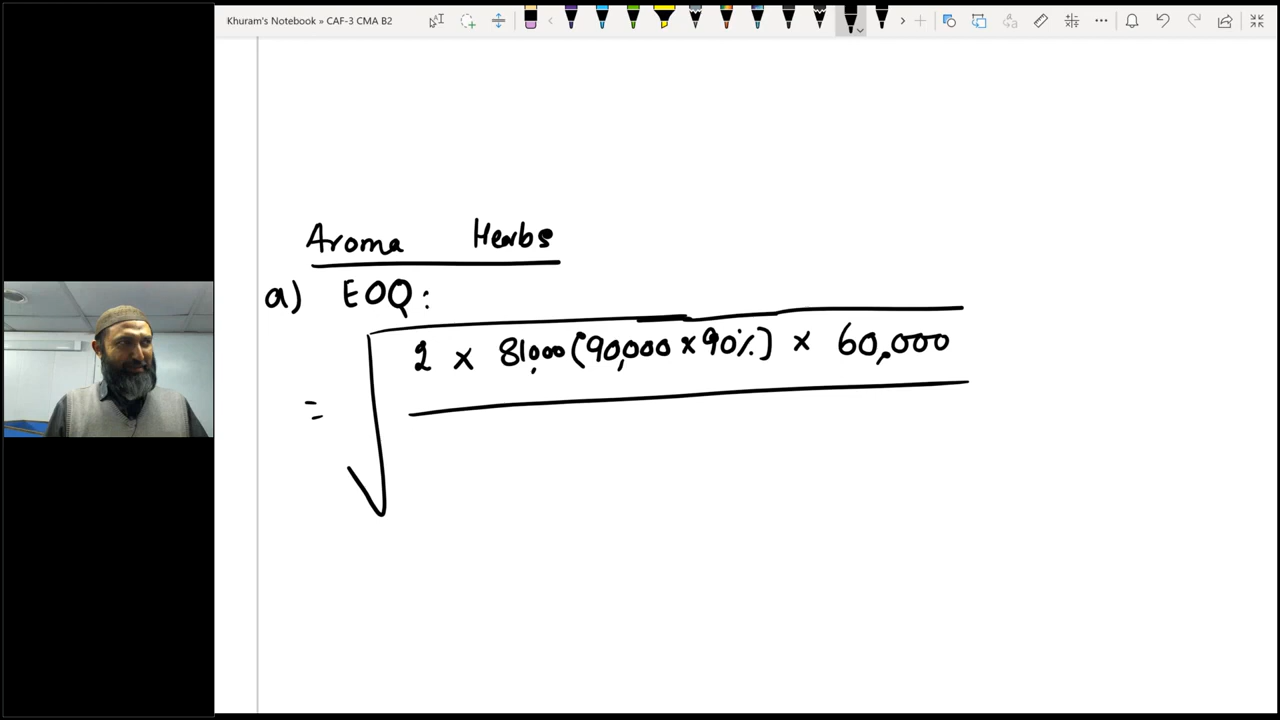 Khuram's Notebook » CAF-3 CMA B2
Aroma Herbs
a) EOQ:
= √ 2 × 81,000 (90,000 × 90%) × 60,000